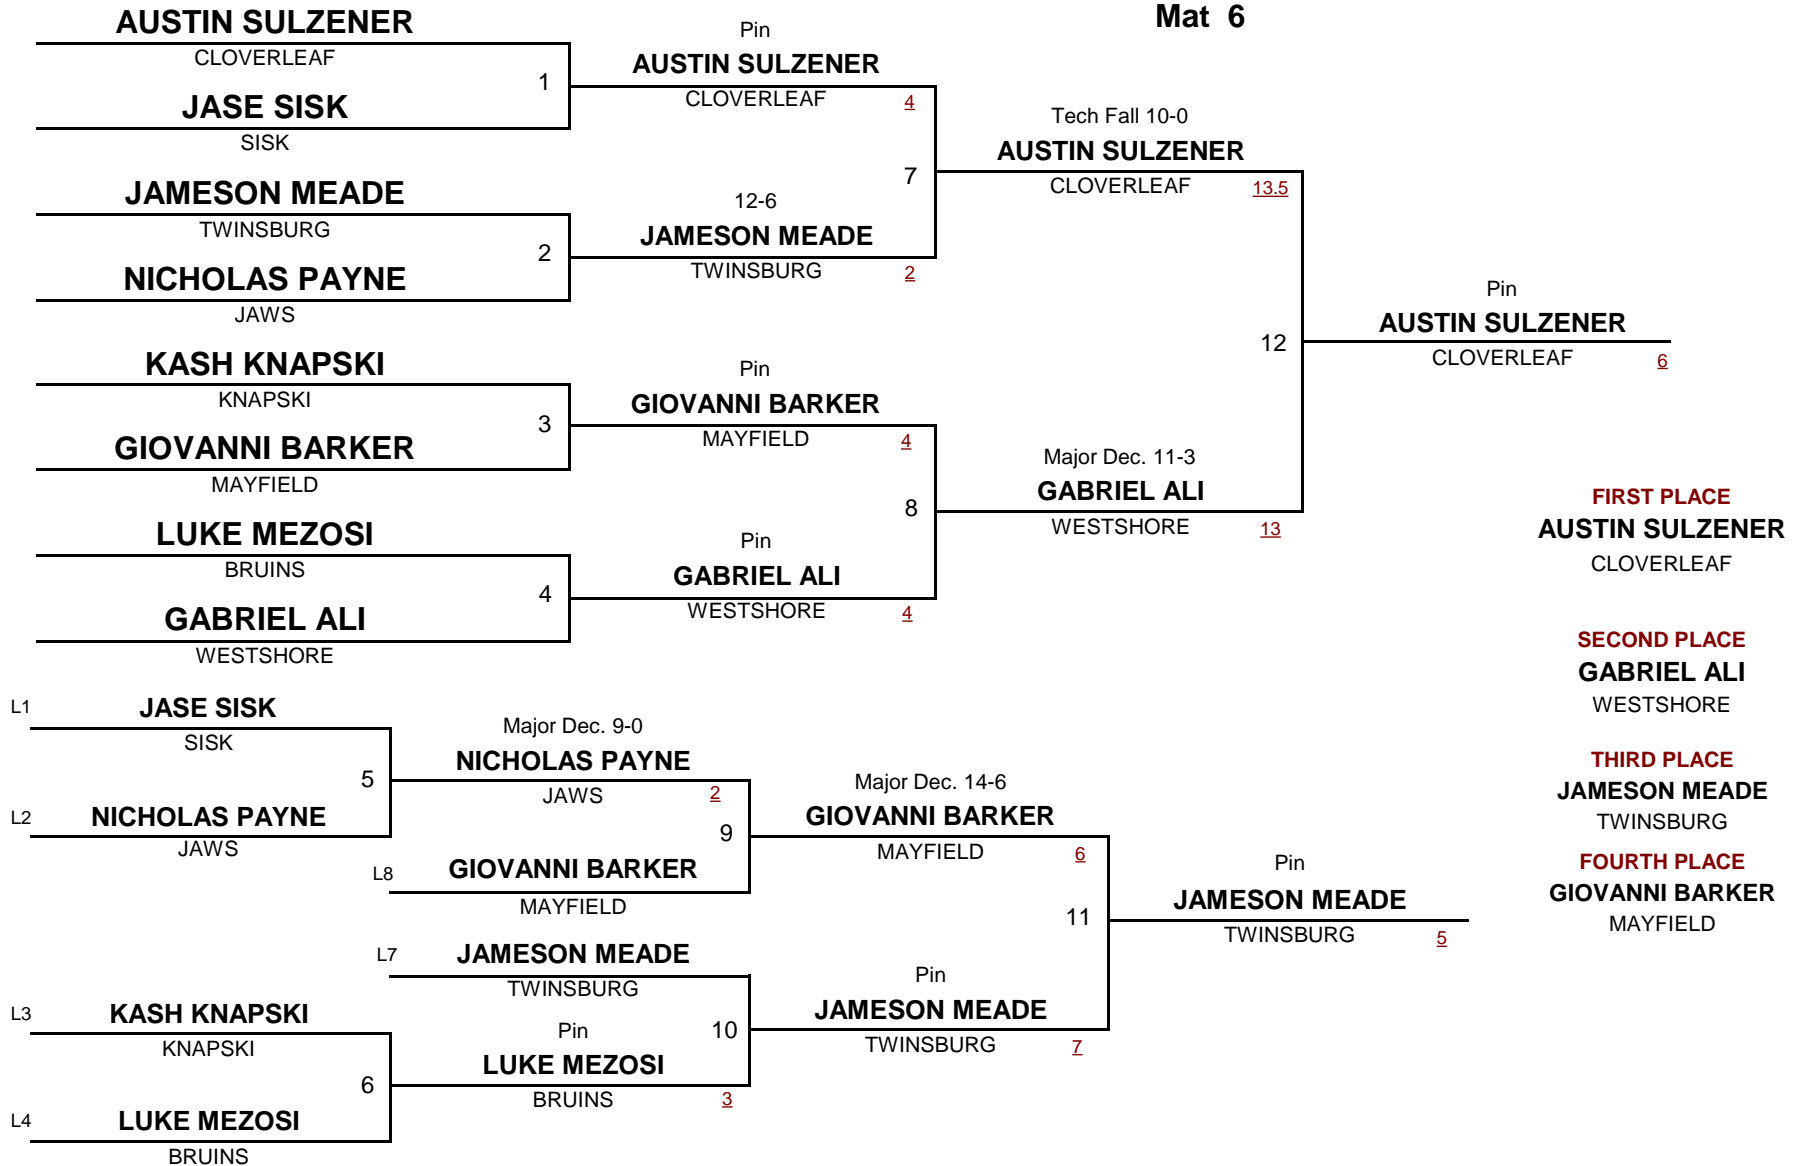 Mat 6
AUSTIN SULZENER
CLOVERLEAF
1
JASE SISK
SISK
JAMESON MEADE
TWINSBURG
2
NICHOLAS PAYNE
JAWS
KASH KNAPSKI
KNAPSKI
3
GIOVANNI BARKER
MAYFIELD
LUKE MEZOSI
BRUINS
4
GABRIEL ALI
WESTSHORE
Pin
AUSTIN SULZENER
CLOVERLEAF 4
7
12-6
JAMESON MEADE
TWINSBURG 2
Pin
GIOVANNI BARKER
MAYFIELD 4
8
Pin
GABRIEL ALI
WESTSHORE 4
Tech Fall 10-0
AUSTIN SULZENER
CLOVERLEAF 13.5
12
Major Dec. 11-3
GABRIEL ALI
WESTSHORE 13
Pin
AUSTIN SULZENER
CLOVERLEAF 6
FIRST PLACE
AUSTIN SULZENER
CLOVERLEAF
SECOND PLACE
GABRIEL ALI
WESTSHORE
THIRD PLACE
JAMESON MEADE
TWINSBURG
FOURTH PLACE
GIOVANNI BARKER
MAYFIELD
L1 JASE SISK
SISK
5
L2 NICHOLAS PAYNE
JAWS
L3 KASH KNAPSKI
KNAPSKI
6
L4 LUKE MEZOSI
BRUINS
Major Dec. 9-0
NICHOLAS PAYNE
JAWS 2
9
L8 GIOVANNI BARKER
MAYFIELD
L7 JAMESON MEADE
TWINSBURG
10
Pin
LUKE MEZOSI
BRUINS 3
Major Dec. 14-6
GIOVANNI BARKER
MAYFIELD 6
11
Pin
JAMESON MEADE
TWINSBURG 7
Pin
JAMESON MEADE
TWINSBURG 5